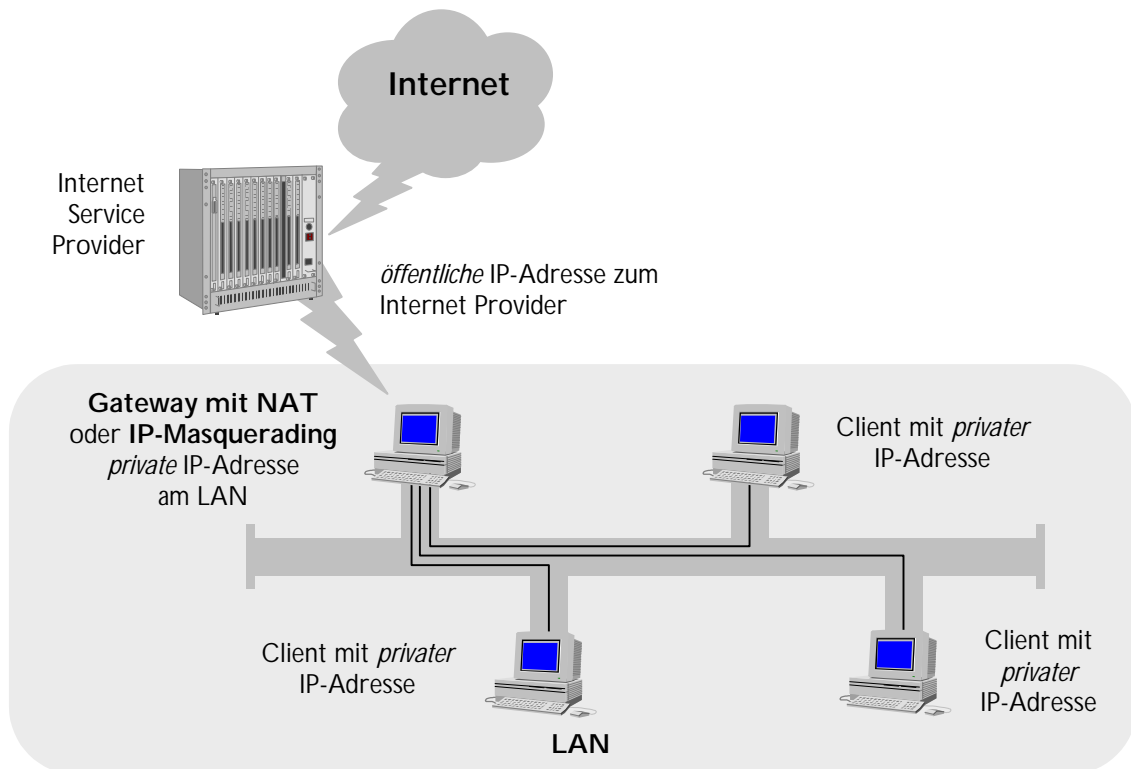 Internet
Internet
Service
Provider
öffentliche IP-Adresse zum
Internet Provider
Gateway mit NAT
oder IP-Masquerading
private IP-Adresse
am LAN
Client mit privater
IP-Adresse
Client mit privater
IP-Adresse
Client mit
privater
IP-Adresse
LAN